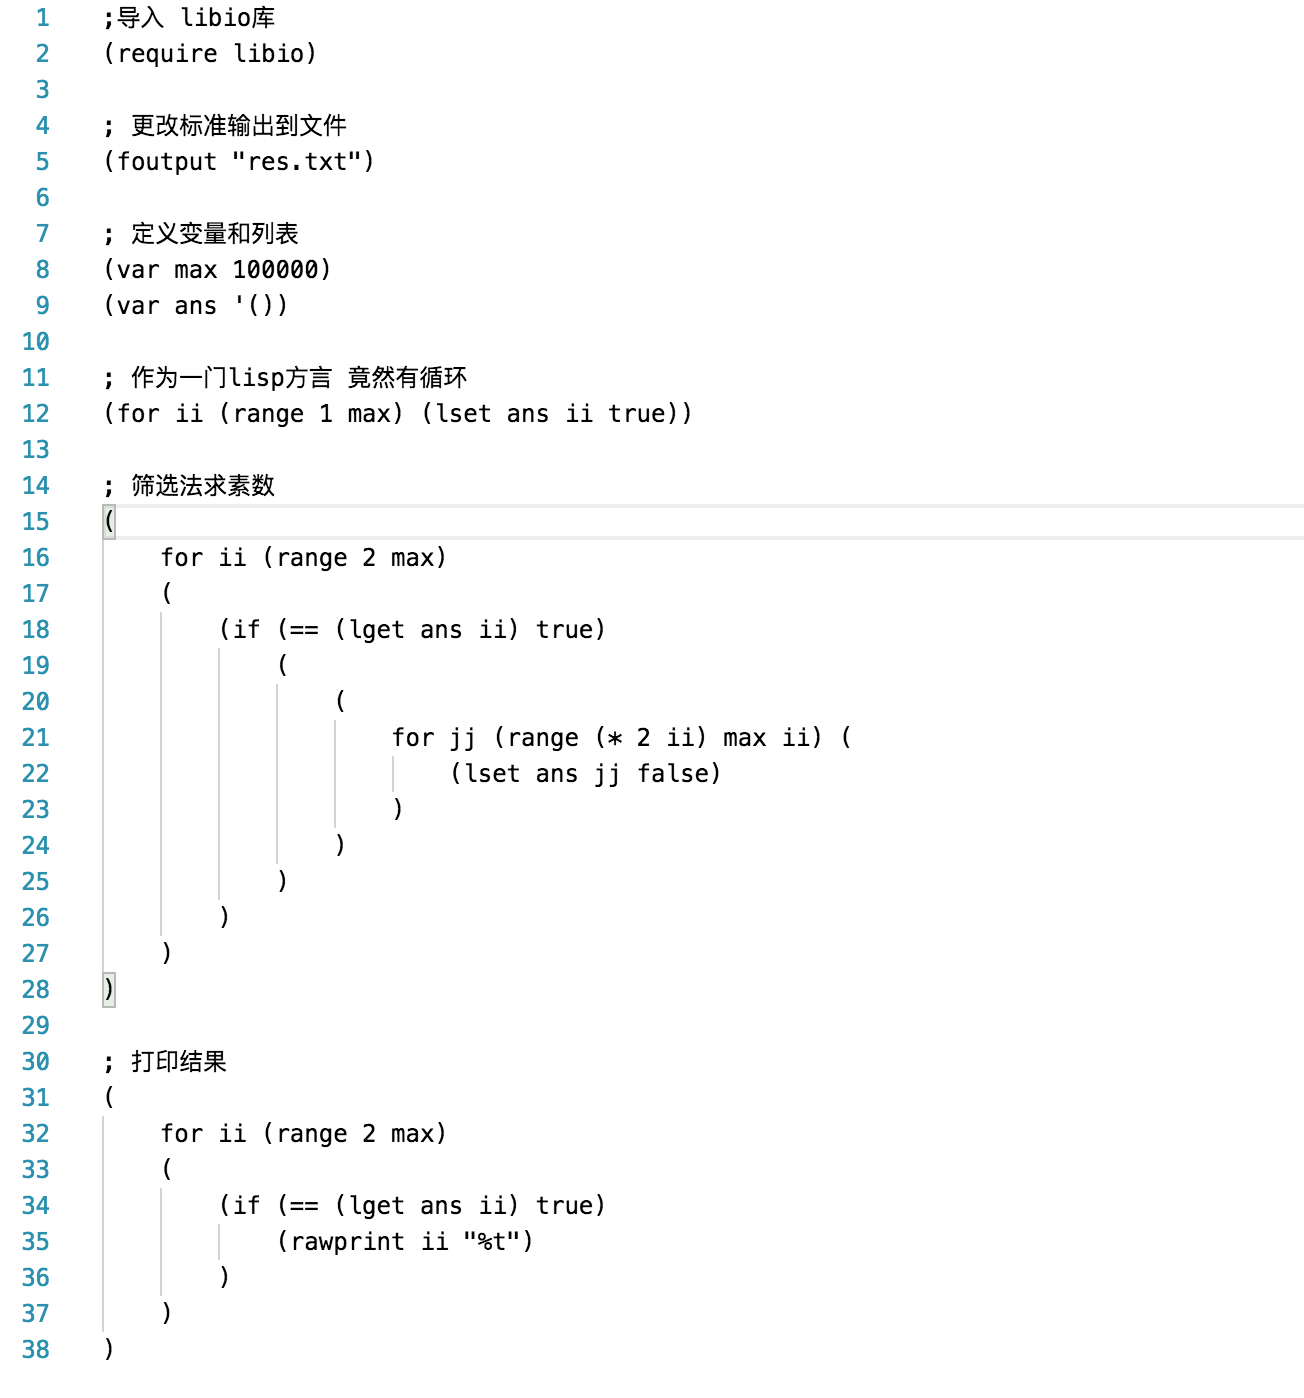 1 ;导入 libio库
2 (require libio)
3
4 ; 更改标准输出到文件
5 (foutput "res.txt")
6
7 ; 定义变量和列表
8 (var max 100000)
9 (var ans '())
10
11 ; 作为一门lisp方言 竟然有循环
12 (for ii (range 1 max) (lset ans ii true))
13
14 ; 筛选法求素数
15 (
16     for ii (range 2 max)
17     (
18         (if (== (lget ans ii) true)
19             (
20                 (
21                     for jj (range (* 2 ii) max ii) (
22                         (lset ans jj false)
23                     )
24                 )
25             )
26         )
27     )
28 )
29
30 ; 打印结果
31 (
32     for ii (range 2 max)
33     (
34         (if (== (lget ans ii) true)
35             (rawprint ii "%t")
36         )
37     )
38 )